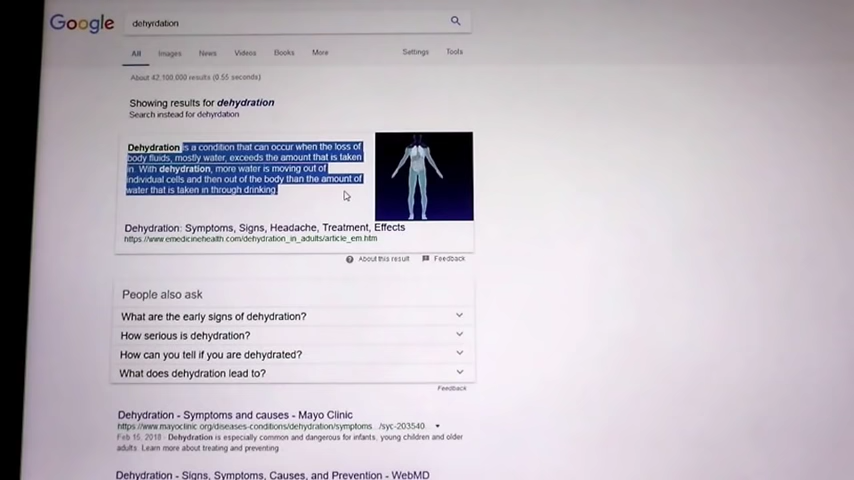 Google
dehyrdation
All Images News Videos Books More Settings Tools
About 42,100,000 results (0.55 seconds)
Showing results for dehydration
Search instead for dehyrdation
Dehydration is a condition that can occur when the loss of
body fluids, mostly water, exceeds the amount that is taken
in. With dehydration, more water is moving out of
individual cells and then out of the body than the amount of
water that is taken in through drinking.
Dehydration: Symptoms, Signs, Headache, Treatment, Effects
https://www.emedicinehealth.com/dehydration_in_adults/article_em.htm
About this result Feedback
People also ask
What are the early signs of dehydration?
How serious is dehydration?
How can you tell if you are dehydrated?
What does dehydration lead to?
Feedback
Dehydration - Symptoms and causes - Mayo Clinic
https://www.mayoclinic.org/diseases-conditions/dehydration/symptoms.../syc-203540...
Feb 15, 2018 - Dehydration is especially common and dangerous for infants, young children and older
adults. Learn more about treating and preventing
Dehydration - Signs, Symptoms, Causes, and Prevention - WebMD